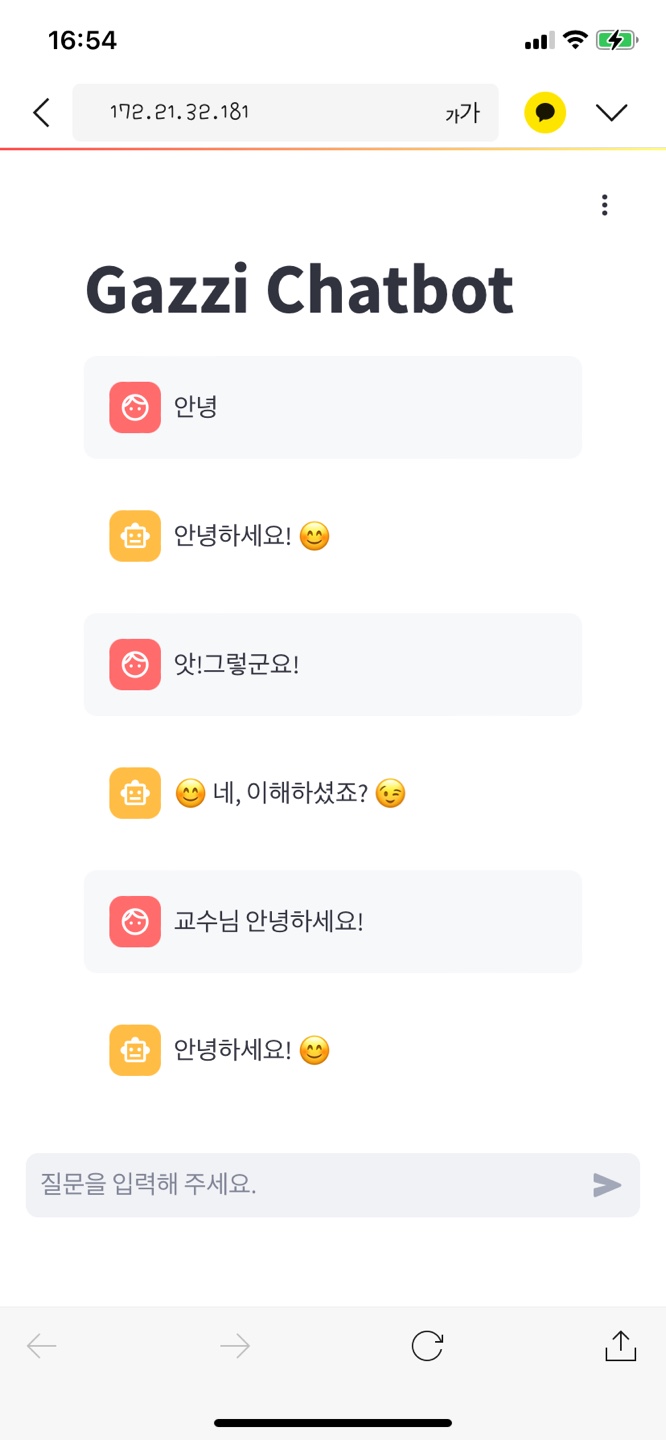 16:54
172.21.32.181 가가
Gazzi Chatbot
안녕
안녕하세요! 😊
앗!그렇군요!
😊 네, 이해하셨죠? 😉
교수님 안녕하세요!
안녕하세요! 😊
질문을 입력해 주세요.